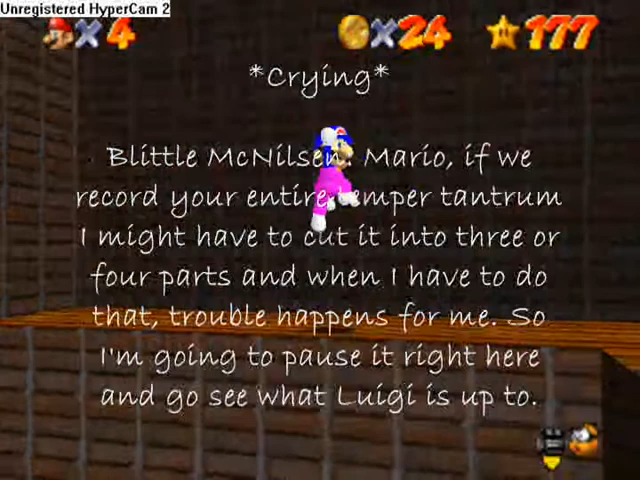 Unregistered HyperCam 2
x4
x24
177
*Crying*
Blittle McNilsen: Mario, if we
record your entire temper tantrum
I might have to cut it into three or
four parts and when I have to do
that, trouble happens for me. So
I'm going to pause it right here
and go see what Luigi is up to.